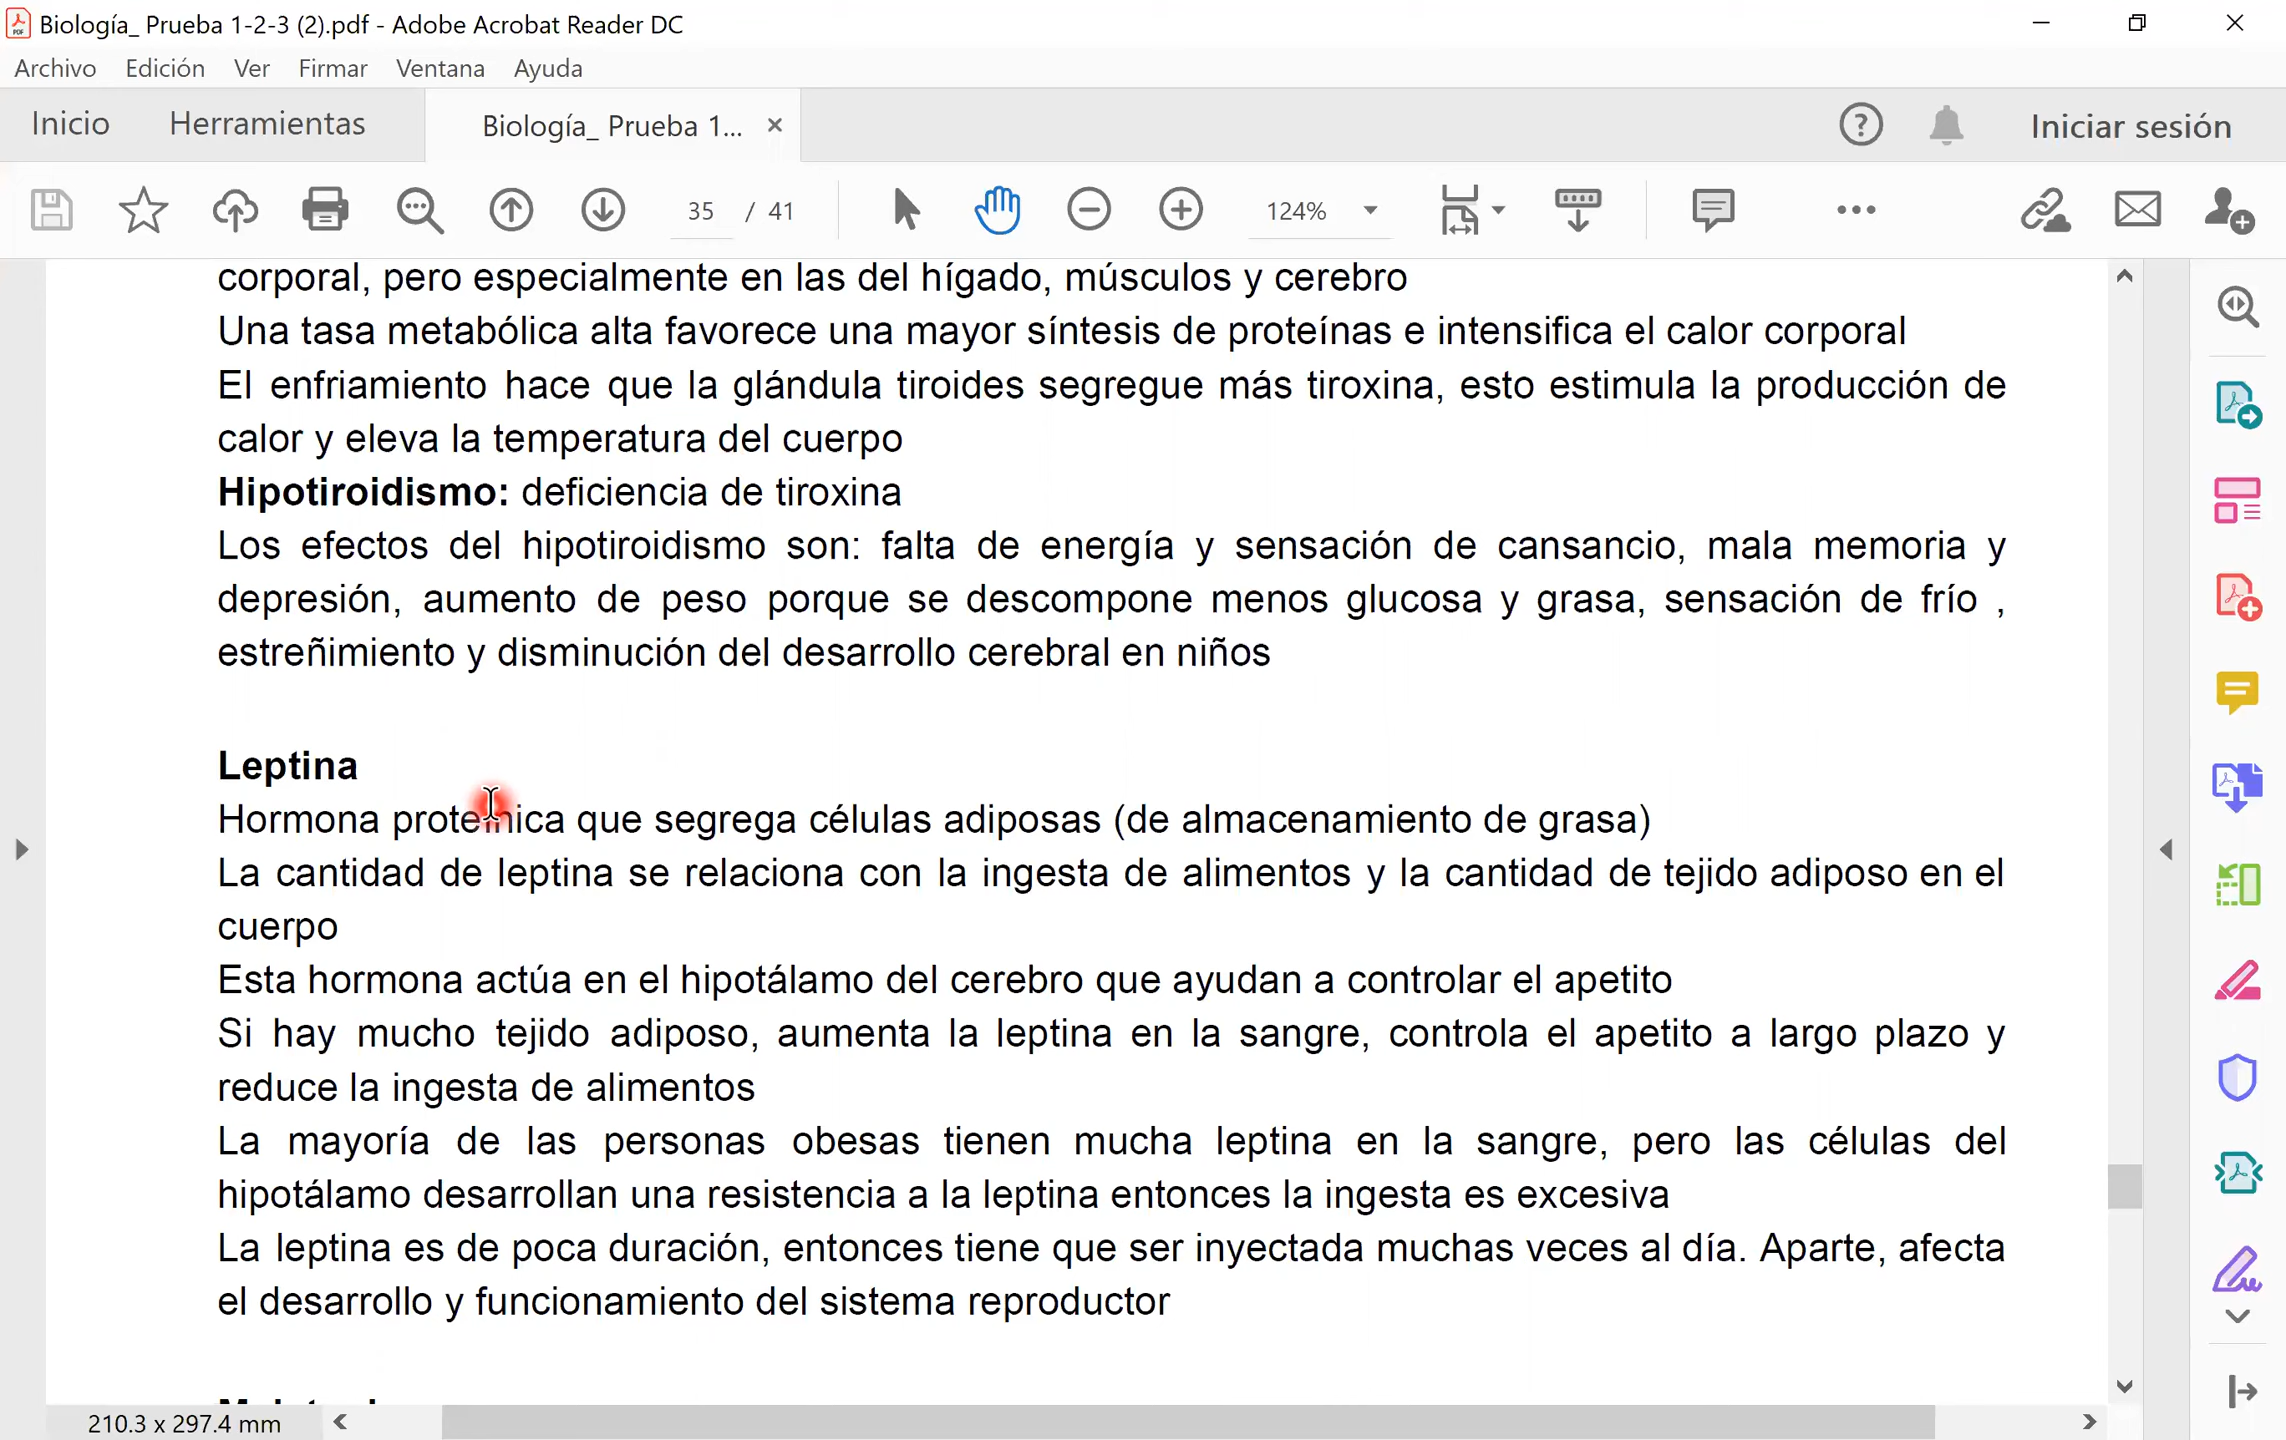 Biología_ Prueba 1-2-3 (2).pdf - Adobe Acrobat Reader DC
Archivo Edición Ver Firmar Ventana Ayuda
Inicio Herramientas Biología_ Prueba 1... Iniciar sesión
35 / 41 124%
corporal, pero especialmente en las del hígado, músculos y cerebro
Una tasa metabólica alta favorece una mayor síntesis de proteínas e intensifica el calor corporal
El enfriamiento hace que la glándula tiroides segregue más tiroxina, esto estimula la producción de
calor y eleva la temperatura del cuerpo
Hipotiroidismo: deficiencia de tiroxina
Los efectos del hipotiroidismo son: falta de energía y sensación de cansancio, mala memoria y
depresión, aumento de peso porque se descompone menos glucosa y grasa, sensación de frío ,
estreñimiento y disminución del desarrollo cerebral en niños
Leptina
Hormona proteínica que segrega células adiposas (de almacenamiento de grasa)
La cantidad de leptina se relaciona con la ingesta de alimentos y la cantidad de tejido adiposo en el
cuerpo
Esta hormona actúa en el hipotálamo del cerebro que ayudan a controlar el apetito
Si hay mucho tejido adiposo, aumenta la leptina en la sangre, controla el apetito a largo plazo y
reduce la ingesta de alimentos
La mayoría de las personas obesas tienen mucha leptina en la sangre, pero las células del
hipotálamo desarrollan una resistencia a la leptina entonces la ingesta es excesiva
La leptina es de poca duración, entonces tiene que ser inyectada muchas veces al día. Aparte, afecta
el desarrollo y funcionamiento del sistema reproductor
210.3 x 297.4 mm